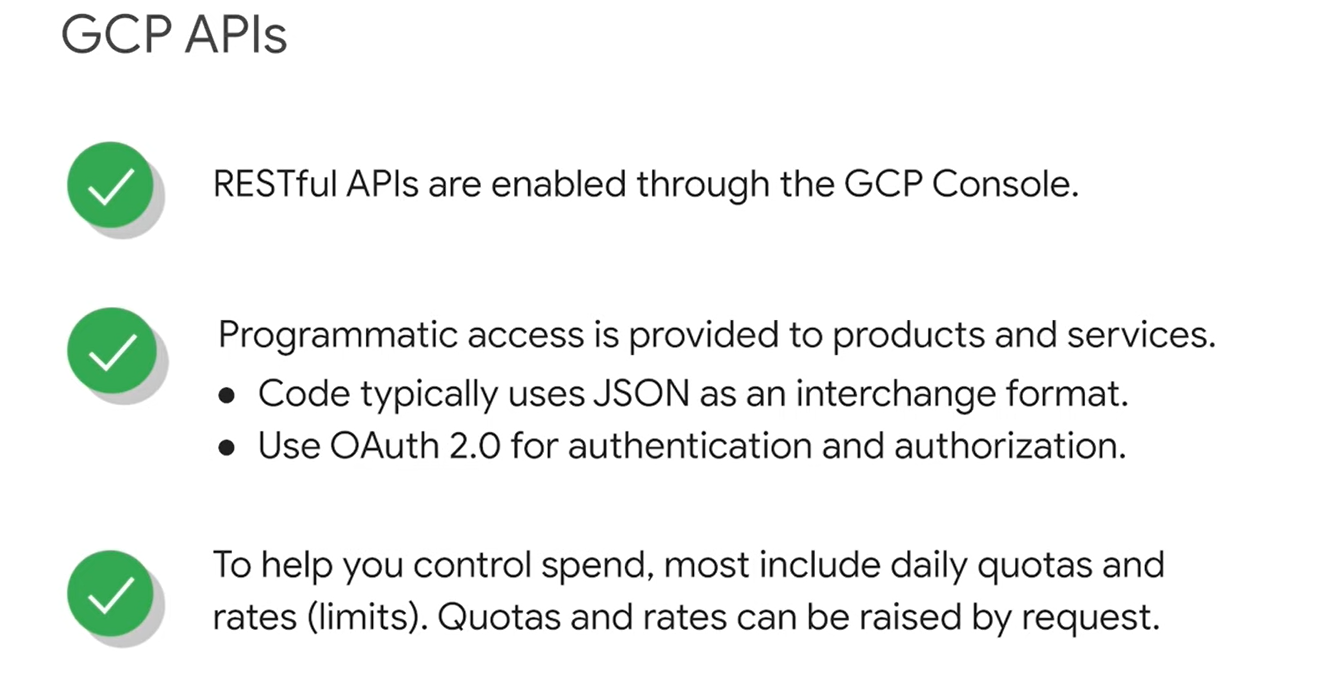 GCP APIs
RESTful APIs are enabled through the GCP Console.
Programmatic access is provided to products and services.
● Code typically uses JSON as an interchange format.
● Use OAuth 2.0 for authentication and authorization.
To help you control spend, most include daily quotas and
rates (limits). Quotas and rates can be raised by request.